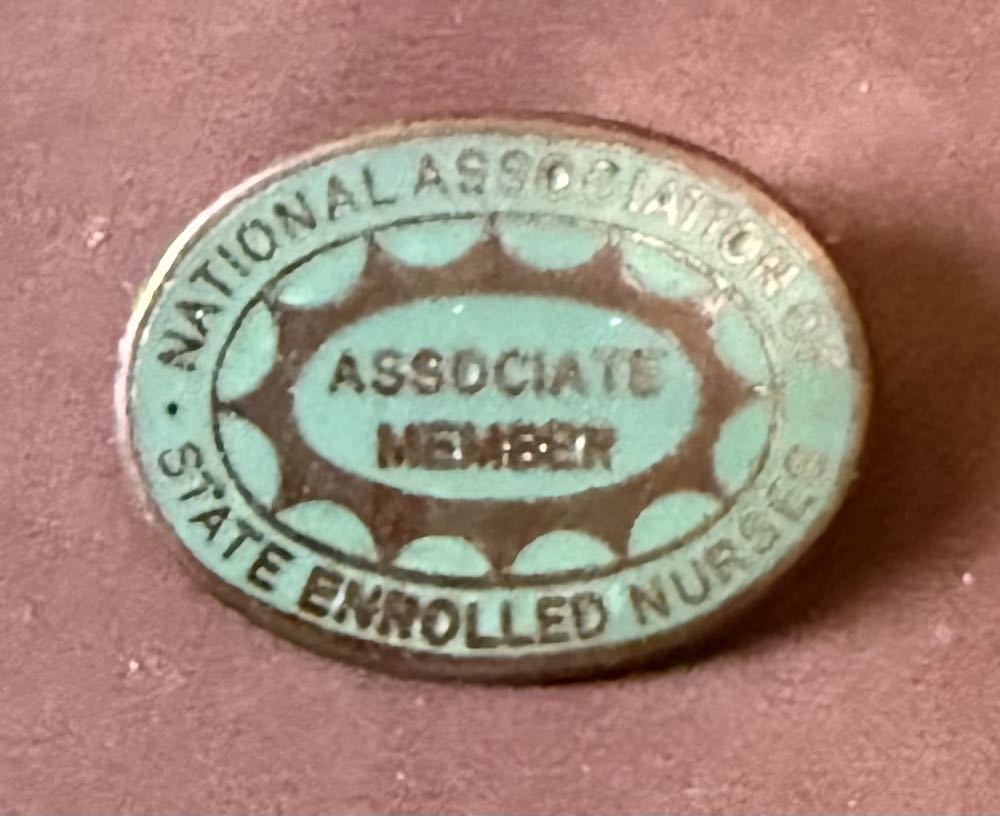 NATIONAL ASSOCIATION OF
· STATE ENROLLED NURSES
ASSOCIATE
MEMBER